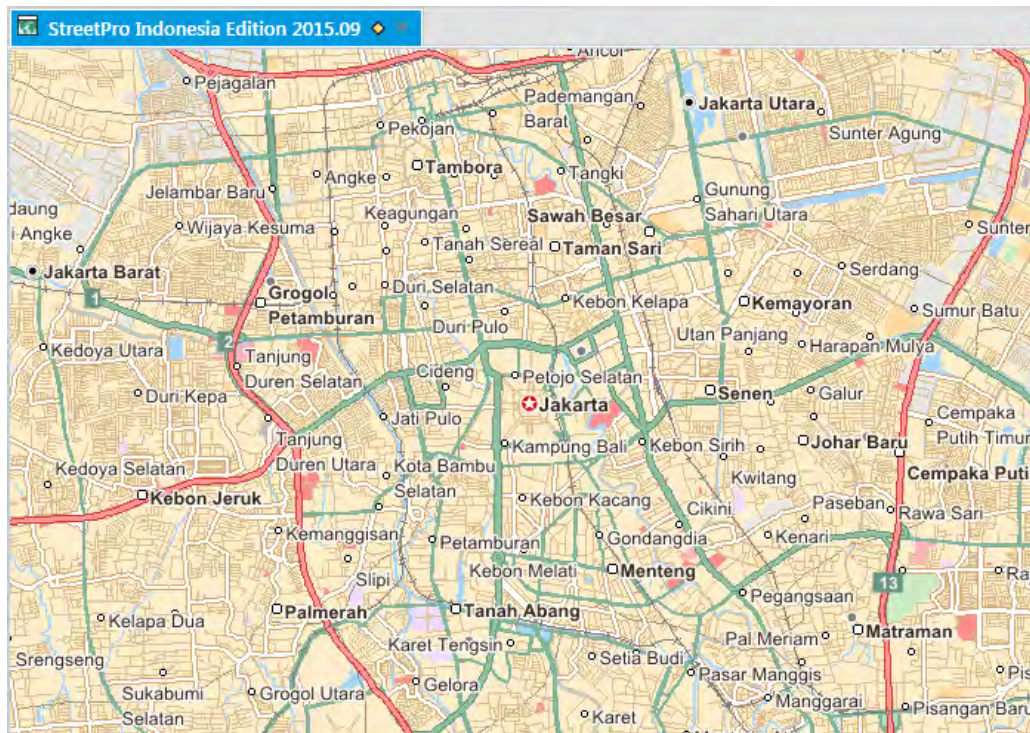 StreetPro Indonesia Edition 2015.09
Ancol
Pejagalan
Pademangan
Barat
Jakarta Utara
Pekojan
Sunter Agung
Tambora
Angke
Tangki
Jelambar Baru
Gunung
Sahari Utara
daung
i Angke
Wijaya Kesuma
Keagungan
Sawah Besar
Sunter
Tanah Sereal
Taman Sari
Jakarta Barat
Serdang
1
Grogol
Petamburan
Duri Selatan
Kebon Kelapa
Kemayoran
Sumur Batu
2
Duri Pulo
Utan Panjang
Harapan Mulya
Kedoya Utara
Tanjung
Duren Selatan
Cideng
Petojo Selatan
Duri Kepa
Jakarta
Senen
Galur
Jati Pulo
Cempaka
Putih Timur
Tanjung
Duren Utara
Kampung Bali
Kebon Sirih
Johar Baru
Kedoya Selatan
Kota Bambu
Selatan
Kwitang
Cempaka Puti
Kebon Jeruk
Kebon Kacang
Cikini
Paseban
Rawa Sari
Kemanggisan
Petamburan
Gondangdia
Kenari
Slipi
Kebon Melati
Menteng
13
Ra
Pegangsaan
Palmerah
Tanah Abang
Kelapa Dua
Karet Tengsin
Pal Meriam
Matraman
Srengseng
Setia Budi
Pasar Manggis
Pis
Sukabumi
Selatan
Grogol Utara
Gelora
Manggarai
Karet
Pisangan Baru